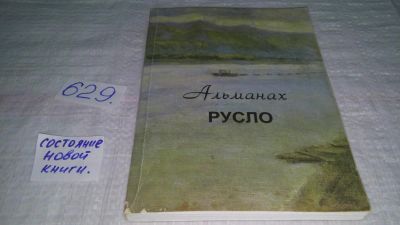 629.
состояние
новой
книги.
Альманах
РУСЛО